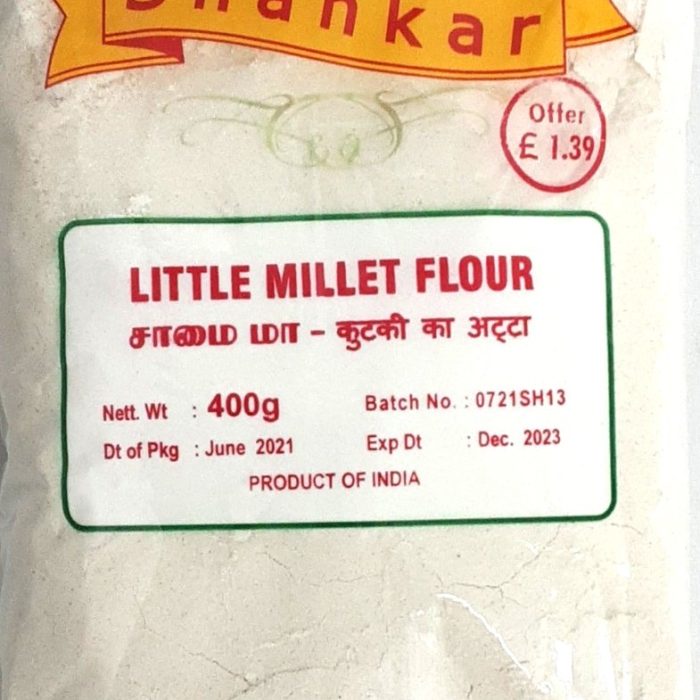 Shankar
Offer
£ 1.39
LITTLE MILLET FLOUR
சாமை மா - कुटकी का अट्टा
Nett. Wt : 400g
Batch No. : 0721SH13
Dt of Pkg : June 2021
Exp Dt : Dec. 2023
PRODUCT OF INDIA